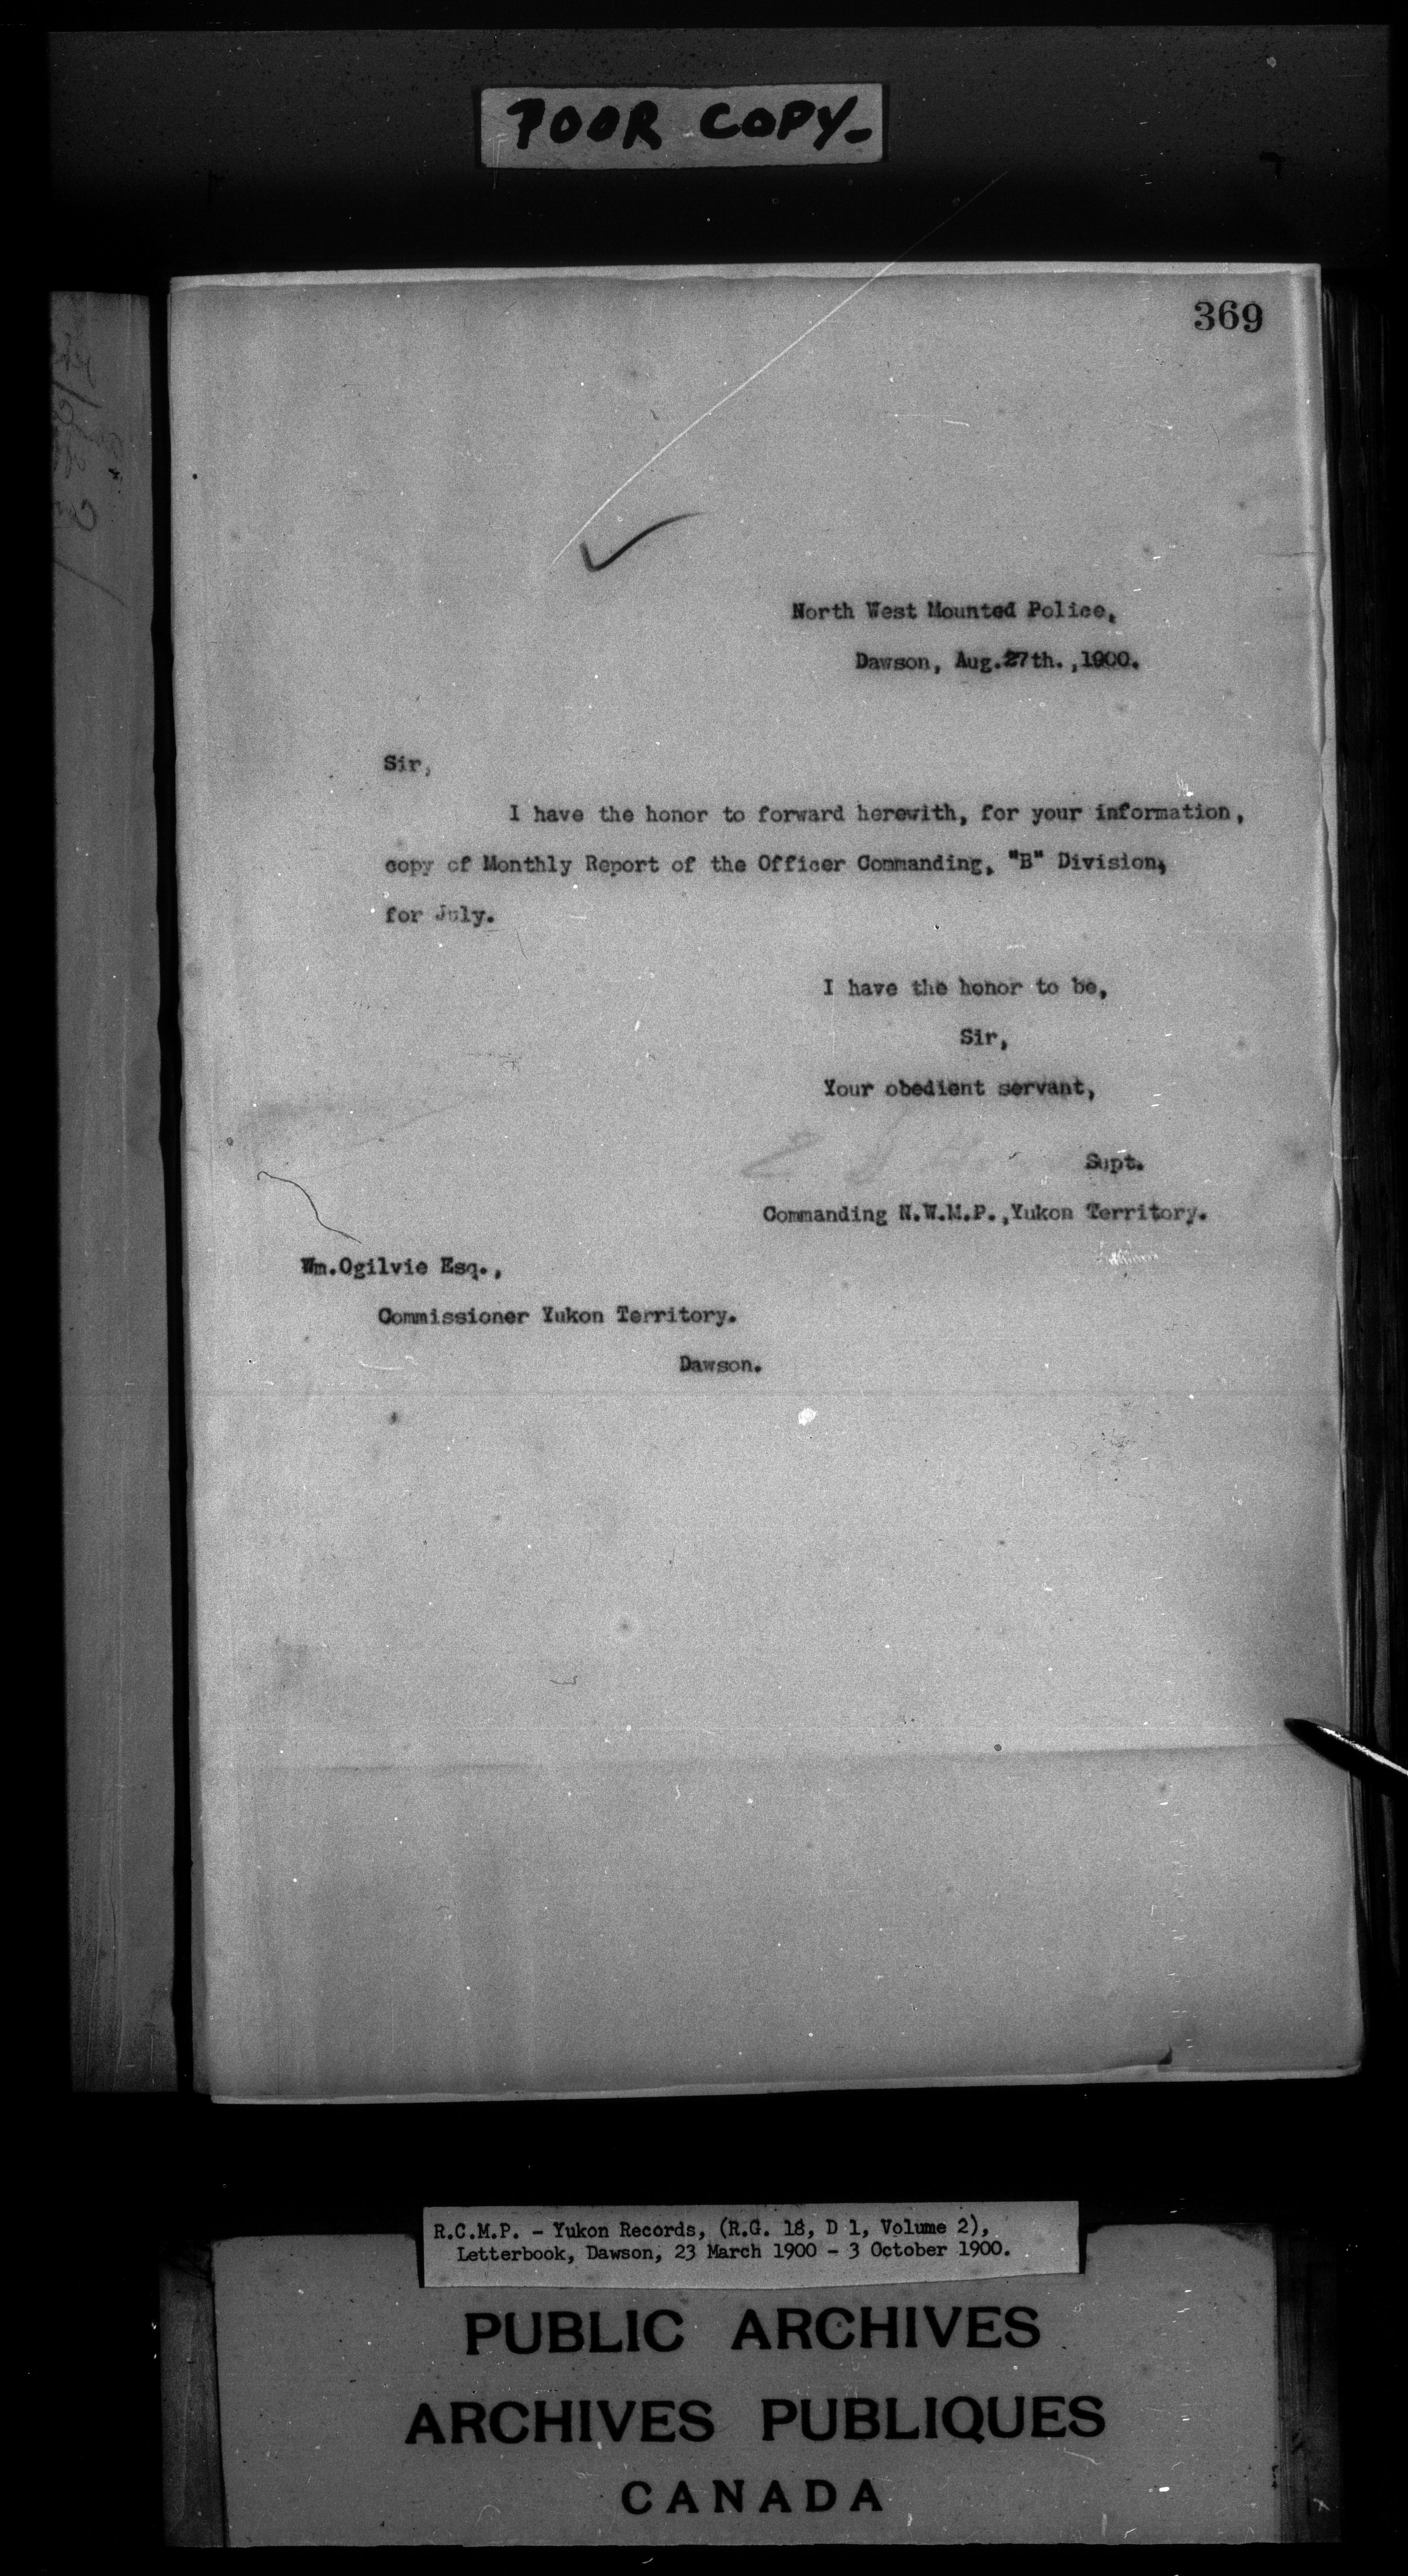 POOR COPY-
369
North West Mounted Police,
Dawson, Aug.27th.,1900.
Sir,
I have the honor to forward herewith, for your information,
copy of Monthly Report of the Officer Commanding, "B" Division,
for July.
I have the honor to be,
Sir,
Your obedient servant,
Supt.
Commanding N.W.M.P.,Yukon Territory.
Wm.Ogilvie Esq.,
Commissioner Yukon Territory.
Dawson.
R.C.M.P. - Yukon Records, (R.G. 18, D 1, Volume 2),
Letterbook, Dawson, 23 March 1900 - 3 October 1900.
PUBLIC ARCHIVES
ARCHIVES PUBLIQUES
CANADA